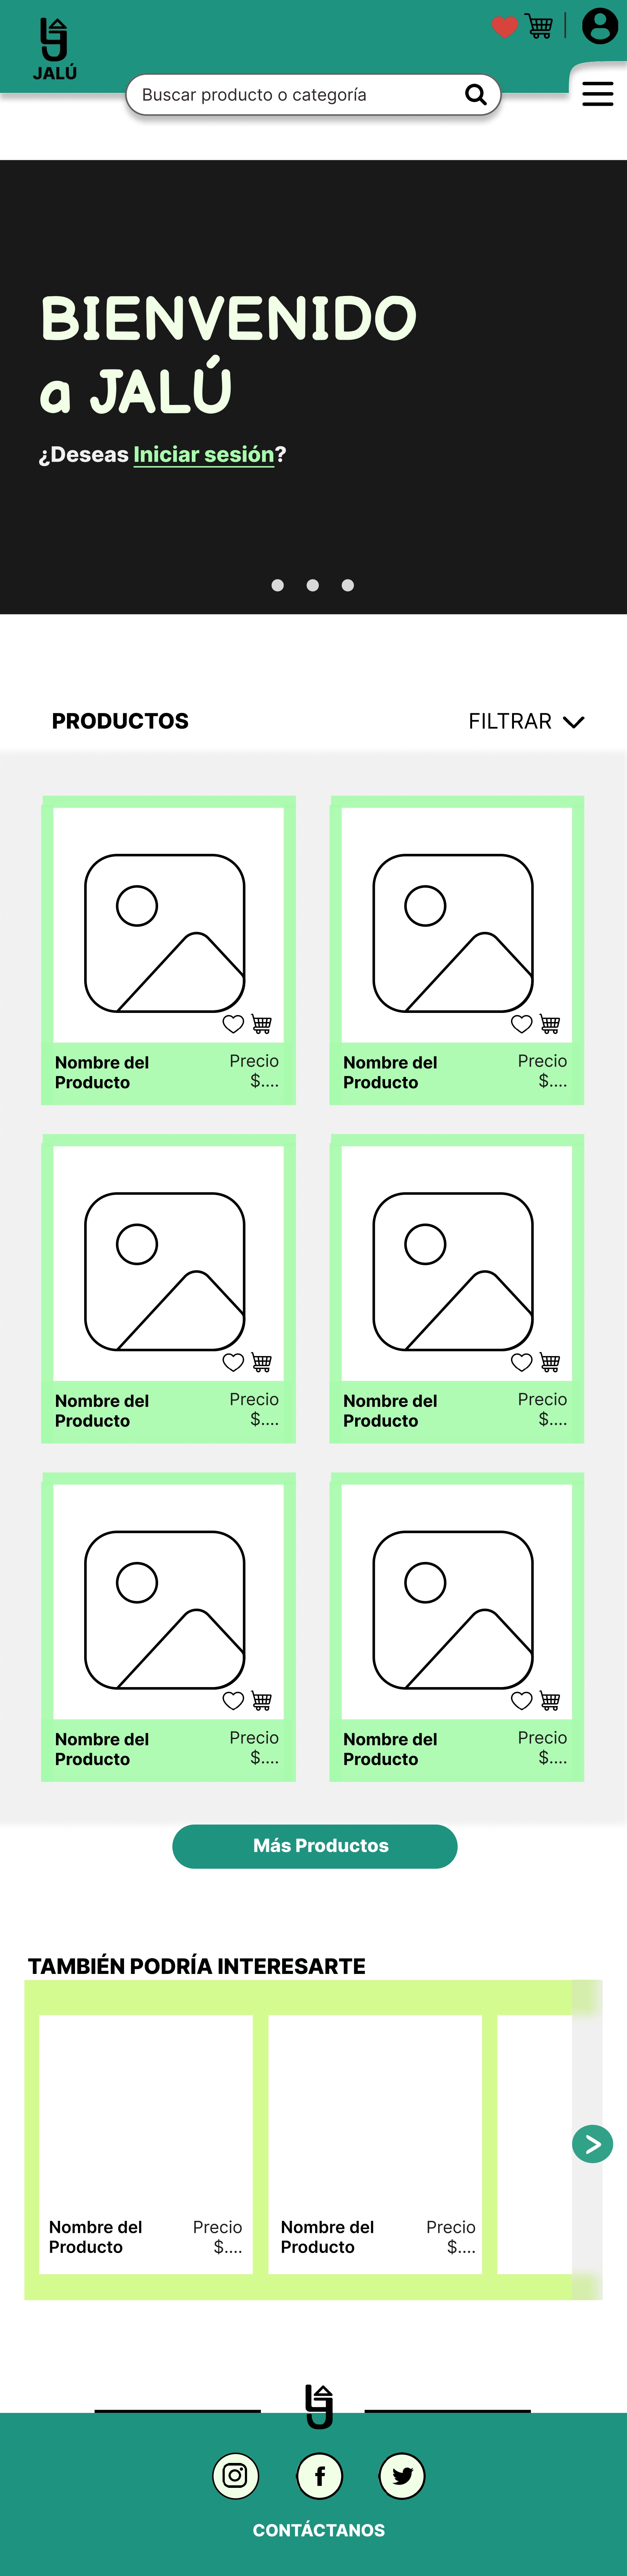 JALÚ
Buscar producto o categoría
BIENVENIDO
a JALÚ
¿Deseas Iniciar sesión?
PRODUCTOS
FILTRAR
Nombre del
Producto
Precio
$....
Nombre del
Producto
Precio
$....
Nombre del
Producto
Precio
$....
Nombre del
Producto
Precio
$....
Nombre del
Producto
Precio
$....
Nombre del
Producto
Precio
$....
Más Productos
TAMBIÉN PODRÍA INTERESARTE
Nombre del
Producto
Precio
$....
Nombre del
Producto
Precio
$....
CONTÁCTANOS